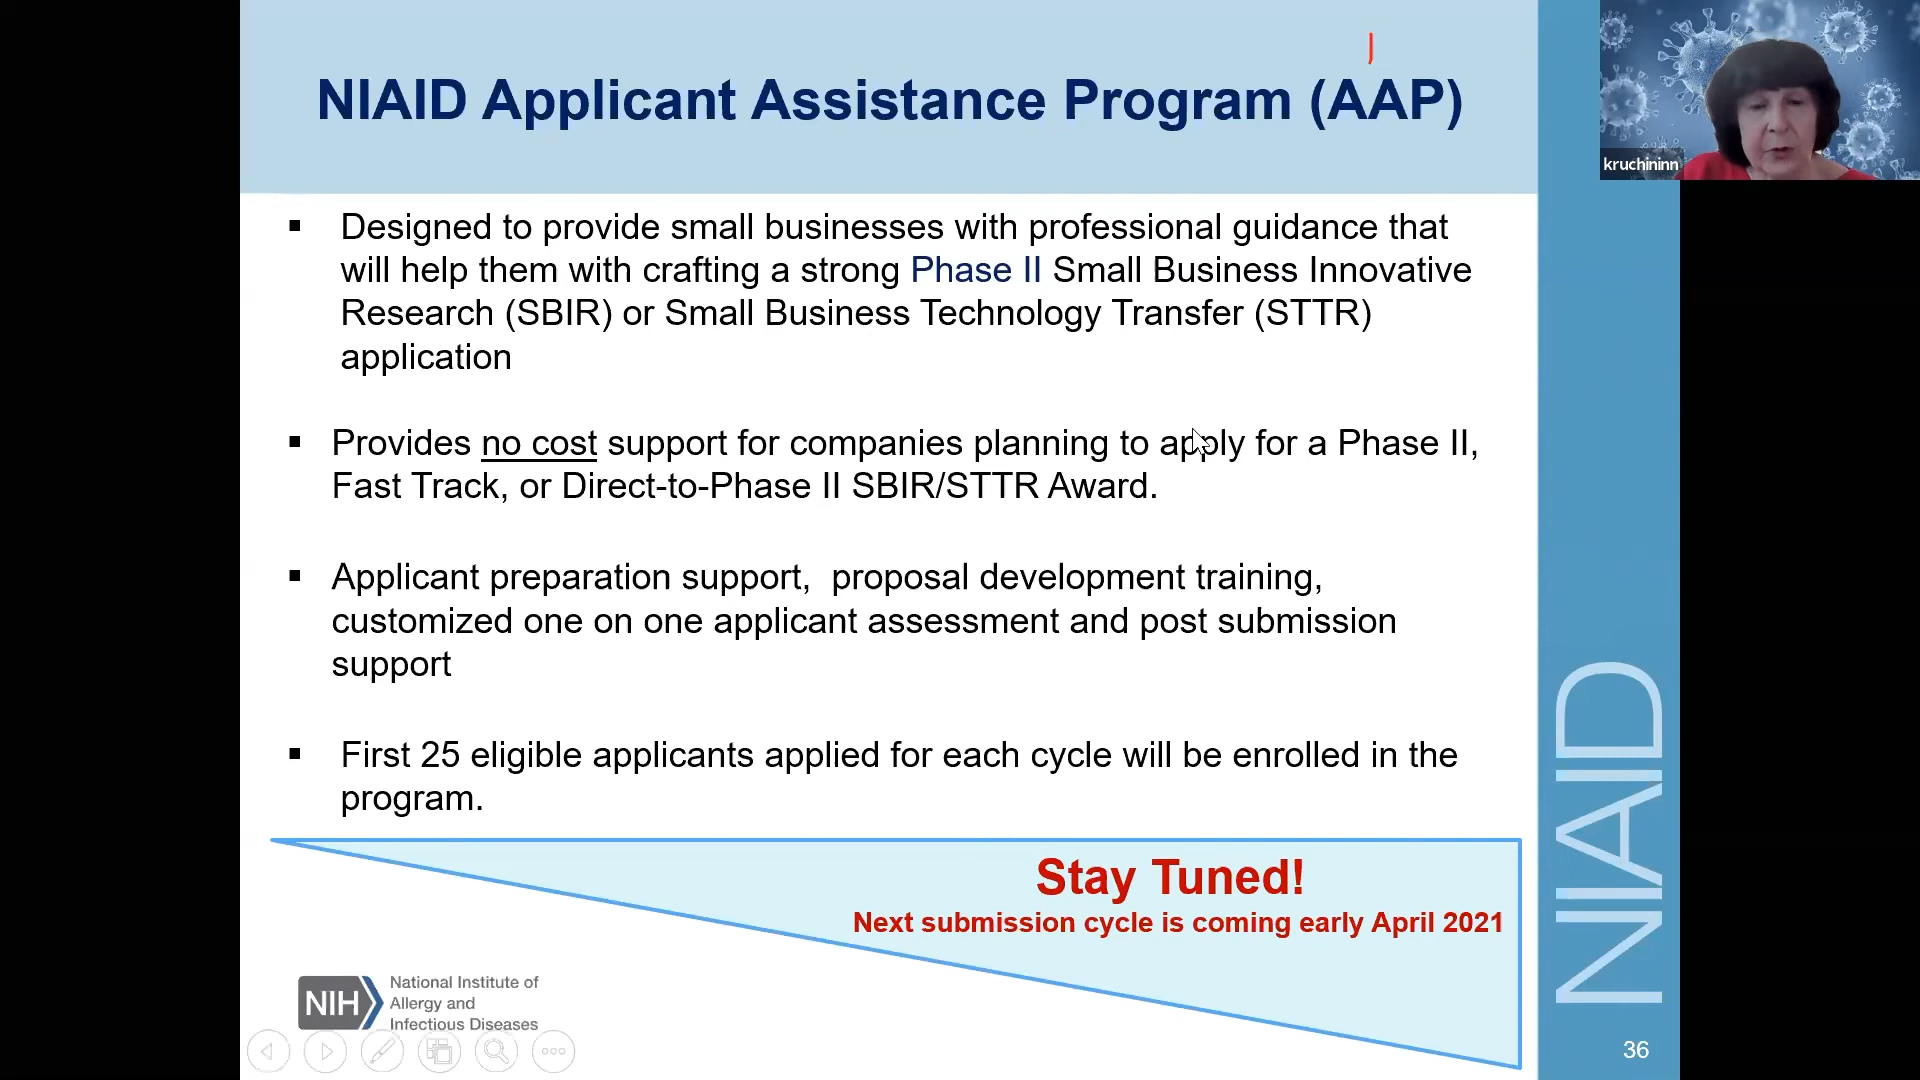 NIAID Applicant Assistance Program (AAP)
kruchininn
▪ Designed to provide small businesses with professional guidance that
will help them with crafting a strong Phase II Small Business Innovative
Research (SBIR) or Small Business Technology Transfer (STTR)
application
▪ Provides no cost support for companies planning to apply for a Phase II,
Fast Track, or Direct-to-Phase II SBIR/STTR Award.
▪ Applicant preparation support, proposal development training,
customized one on one applicant assessment and post submission
support
▪ First 25 eligible applicants applied for each cycle will be enrolled in the
program.
Stay Tuned!
Next submission cycle is coming early April 2021
NIH
National Institute of
Allergy and
Infectious Diseases
NIAID
36